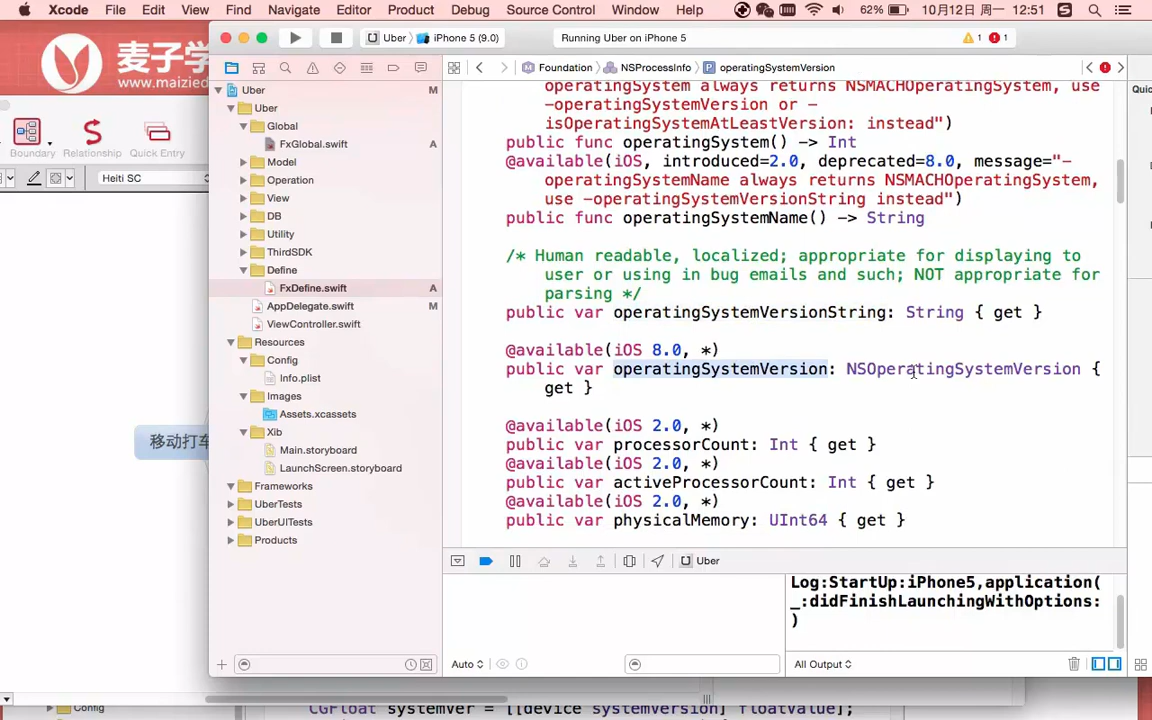 Xcode File Edit View Find Navigate Editor Product Debug Source Control Window Help 62% 10月12日 周一 12:51
Uber iPhone 5 (9.0) Running Uber on iPhone 5 1 1
麦子学
www.maizied
Boundary Relationship Quick Entry
Heiti SC
移动打车
Uber M
Uber
Global
FxGlobal.swift A
Model
Operation
View
DB
Utility
ThirdSDK
Define
FxDefine.swift A
AppDelegate.swift M
ViewController.swift
Resources
Config
Info.plist
Images
Assets.xcassets
Xib
Main.storyboard
LaunchScreen.storyboard
Frameworks
UberTests
UberUITests
Products
Foundation NSProcessInfo operatingSystemVersion
Quic
operatingSystem always returns NSMACHOperatingSystem, use
-operatingSystemVersion or -
isOperatingSystemAtLeastVersion: instead")
public func operatingSystem() -> Int
@available(iOS, introduced=2.0, deprecated=8.0, message="-
operatingSystemName always returns NSMACHOperatingSystem,
use -operatingSystemVersionString instead")
public func operatingSystemName() -> String
/* Human readable, localized; appropriate for displaying to
user or using in bug emails and such; NOT appropriate for
parsing */
public var operatingSystemVersionString: String { get }
@available(iOS 8.0, *)
public var operatingSystemVersion: NSOperatingSystemVersion {
get }
@available(iOS 2.0, *)
public var processorCount: Int { get }
@available(iOS 2.0, *)
public var activeProcessorCount: Int { get }
@available(iOS 2.0, *)
public var physicalMemory: UInt64 { get }
Uber
Log:StartUp:iPhone5,application(
_:didFinishLaunchingWithOptions:
)
Auto All Output
Config
CGFloat systemVer = [[device systemVersion] floatValue];